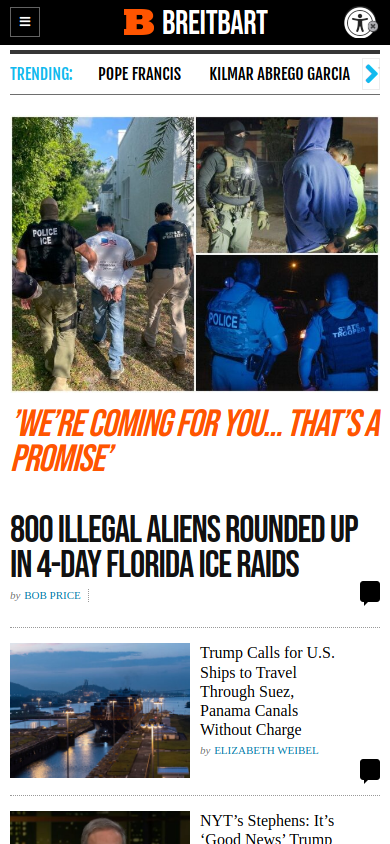 BREITBART
TRENDING: POPE FRANCIS KILMAR ABREGO GARCIA
POLICE
ICE
POLICE
STATE
TROOPER
'WE'RE COMING FOR YOU... THAT'S A
PROMISE'
800 ILLEGAL ALIENS ROUNDED UP
IN 4-DAY FLORIDA ICE RAIDS
by BOB PRICE
Trump Calls for U.S.
Ships to Travel
Through Suez,
Panama Canals
Without Charge
by ELIZABETH WEIBEL
NYT's Stephens: It's
'Good News' Trump